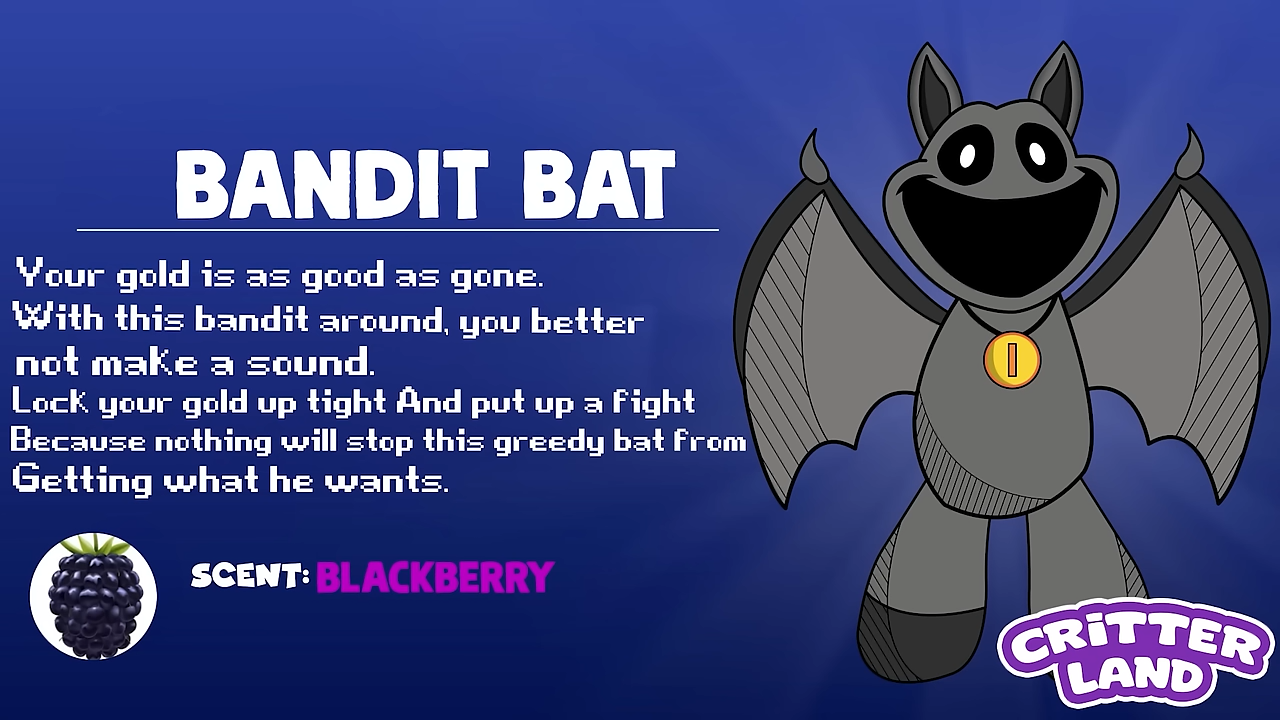 BANDIT BAT
Your gold is as good as gone.
With this bandit around, you better
not make a sound.
Lock your gold up tight And put up a fight
Because nothing will stop this greedy bat from
Getting what he wants.
SCENT: BLACKBERRY
CRiTTER
LAND